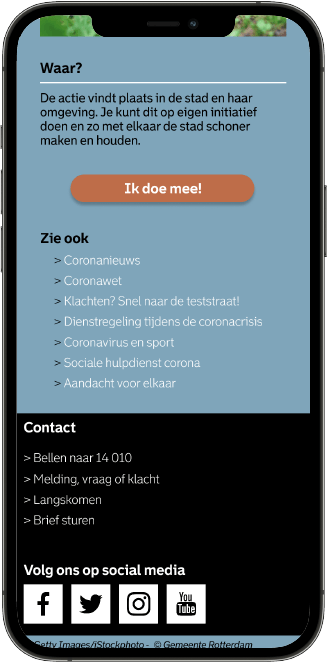 Waar?
De actie vindt plaats in de stad en haar
omgeving. Je kunt dit op eigen initiatief
doen en zo met elkaar de stad schoner
maken en houden.
Ik doe mee!
Zie ook
> Coronanieuws
> Coronawet
> Klachten? Snel naar de teststraat!
> Dienstregeling tijdens de coronacrisis
> Coronavirus en sport
> Sociale hulpdienst corona
> Aandacht voor elkaar
Contact
> Bellen naar 14 010
> Melding, vraag of klacht
> Langskomen
> Brief sturen
Volg ons op social media
You
Tube
Getty Images/iStockphoto - © Gemeente Rotterdam